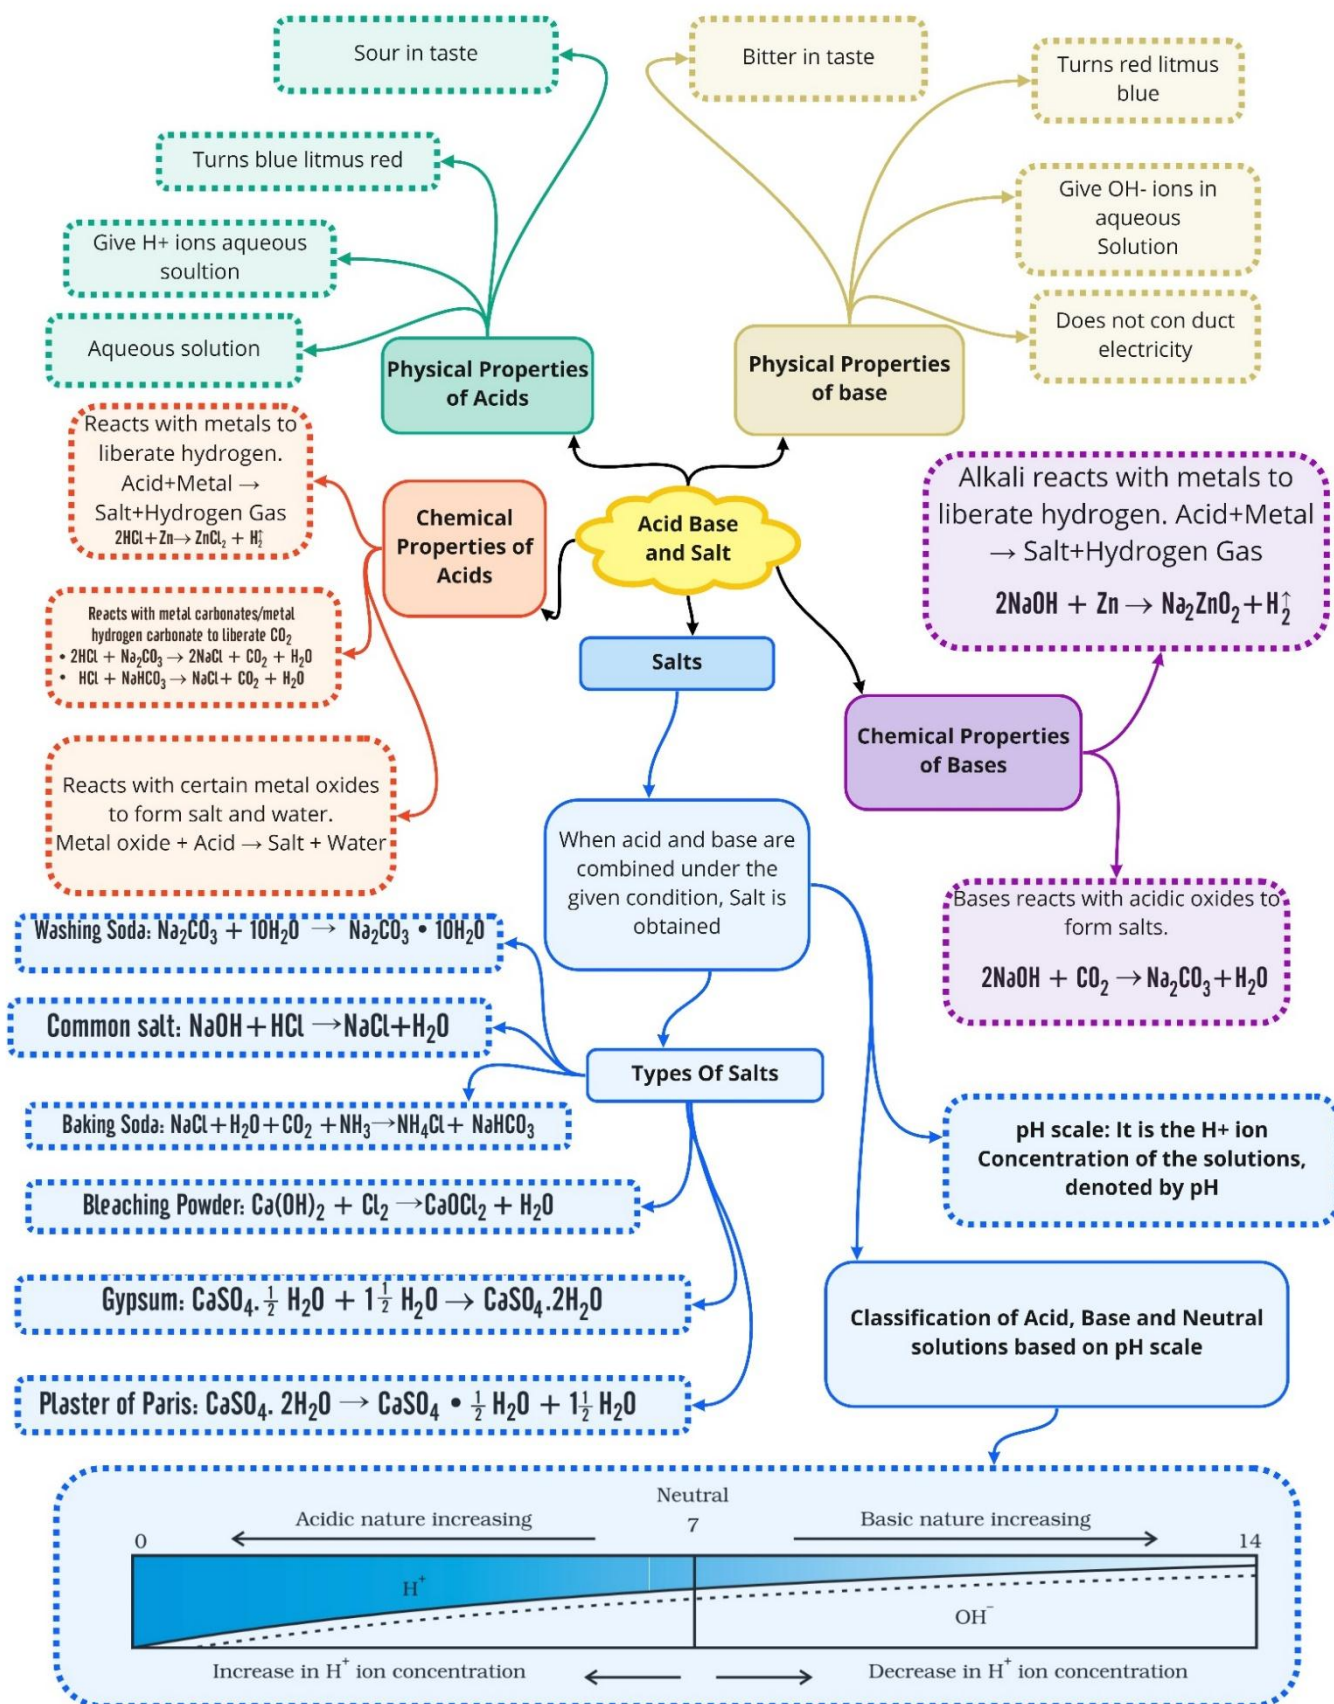 Sour in taste
Bitter in taste
Turns red litmus
blue
Turns blue litmus red
Give OH- ions in
aqueous
Solution
Give H+ ions aqueous
soultion
Aqueous solution
Does not con duct
electricity
Physical Properties
of Acids
Physical Properties
of base
Reacts with metals to
liberate hydrogen.
Acid+Metal →
Salt+Hydrogen Gas
2HCl + Zn → ZnCl₂ + H₂↑
Chemical
Properties of
Acids
Acid Base
and Salt
Alkali reacts with metals to
liberate hydrogen. Acid+Metal
→ Salt+Hydrogen Gas
2NaOH + Zn → Na₂ZnO₂ + H₂↑
Reacts with metal carbonates/metal
hydrogen carbonate to liberate CO₂
• 2HCl + Na₂CO₃ → 2NaCl + CO₂ + H₂O
• HCl + NaHCO₃ → NaCl + CO₂ + H₂O
Salts
Chemical Properties
of Bases
Reacts with certain metal oxides
to form salt and water.
Metal oxide + Acid → Salt + Water
When acid and base are
combined under the
given condition, Salt is
obtained
Bases reacts with acidic oxides to
form salts.
2NaOH + CO₂ → Na₂CO₃ + H₂O
Washing Soda: Na₂CO₃ + 10H₂O → Na₂CO₃ • 10H₂O
Common salt: NaOH + HCl → NaCl + H₂O
Types Of Salts
Baking Soda: NaCl + H₂O + CO₂ + NH₃ → NH₄Cl + NaHCO₃
pH scale: It is the H+ ion
Concentration of the solutions,
denoted by pH
Bleaching Powder: Ca(OH)₂ + Cl₂ → CaOCl₂ + H₂O
Gypsum: CaSO₄. ½ H₂O + 1½ H₂O → CaSO₄.2H₂O
Classification of Acid, Base and Neutral
solutions based on pH scale
Plaster of Paris: CaSO₄. 2H₂O → CaSO₄ • ½ H₂O + 1½ H₂O
Neutral
Acidic nature increasing
Basic nature increasing
0
7
14
H⁺
OH⁻
Increase in H⁺ ion concentration
Decrease in H⁺ ion concentration